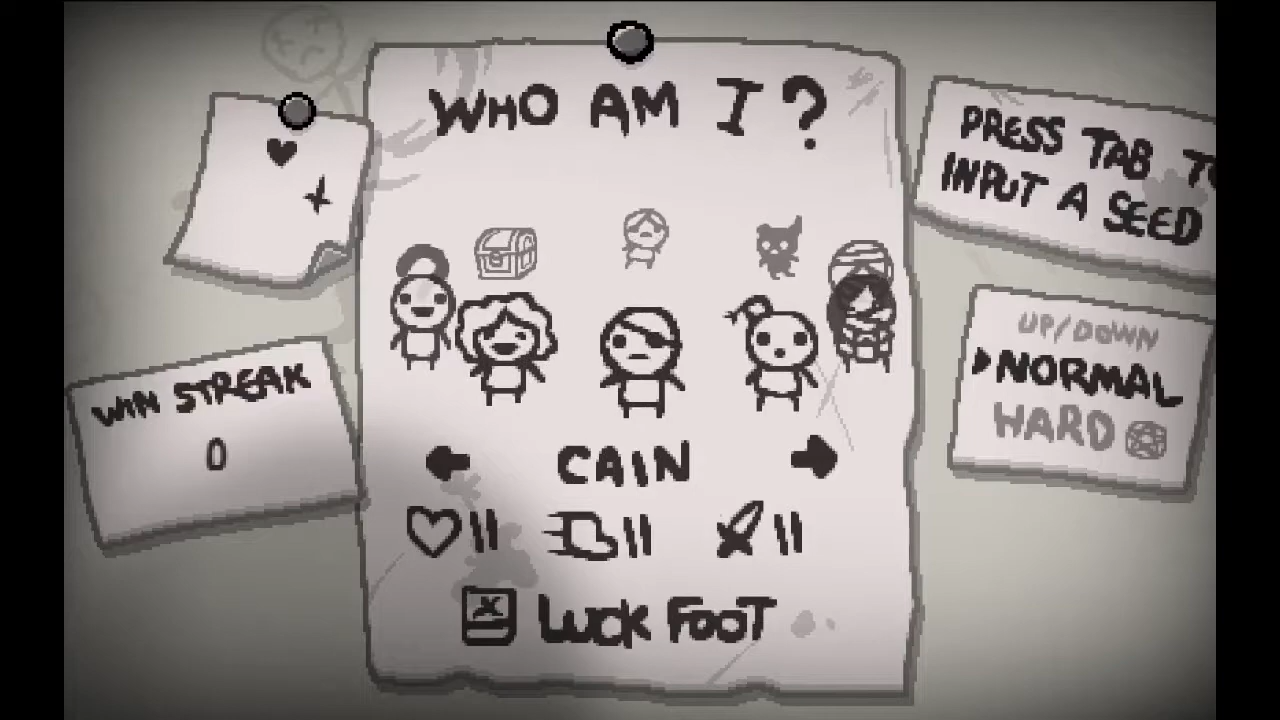 WHO AM I?
PRESS TAB TO
INPUT A SEED
WIN STREAK
0
UP/DOWN
NORMAL
HARD
CAIN
LUCK FOOT